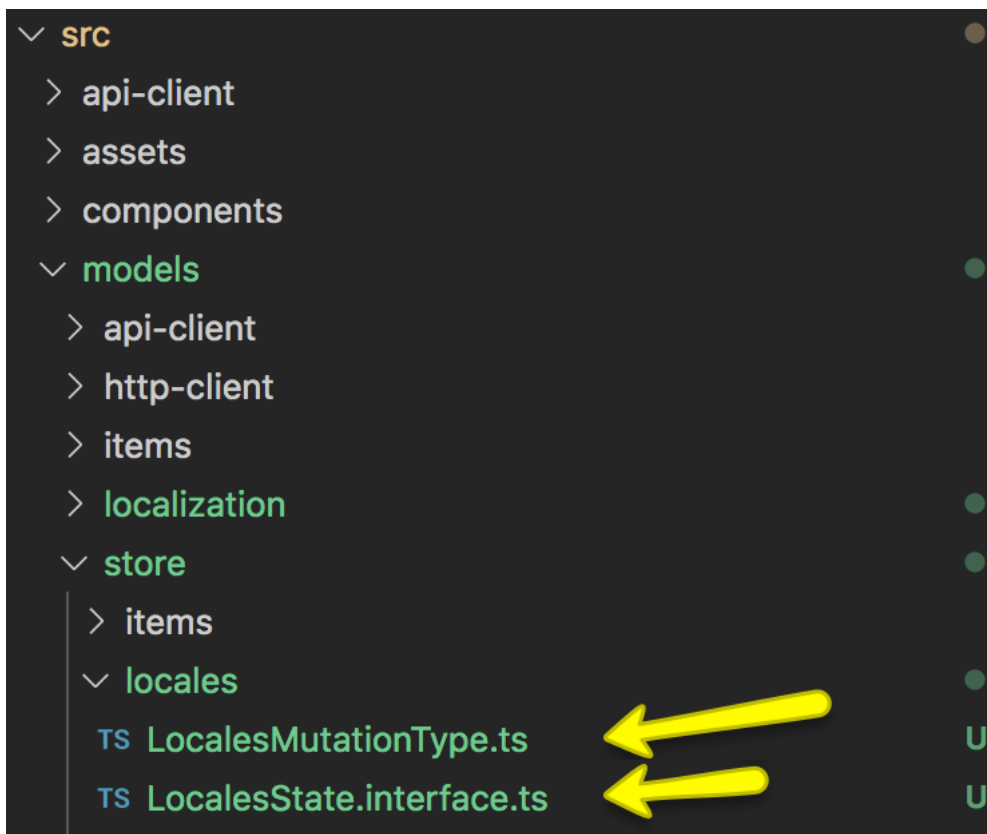 src
api-client
assets
components
models
api-client
http-client
items
localization
store
items
locales
TS LocalesMutationType.ts U
TS LocalesState.interface.ts U